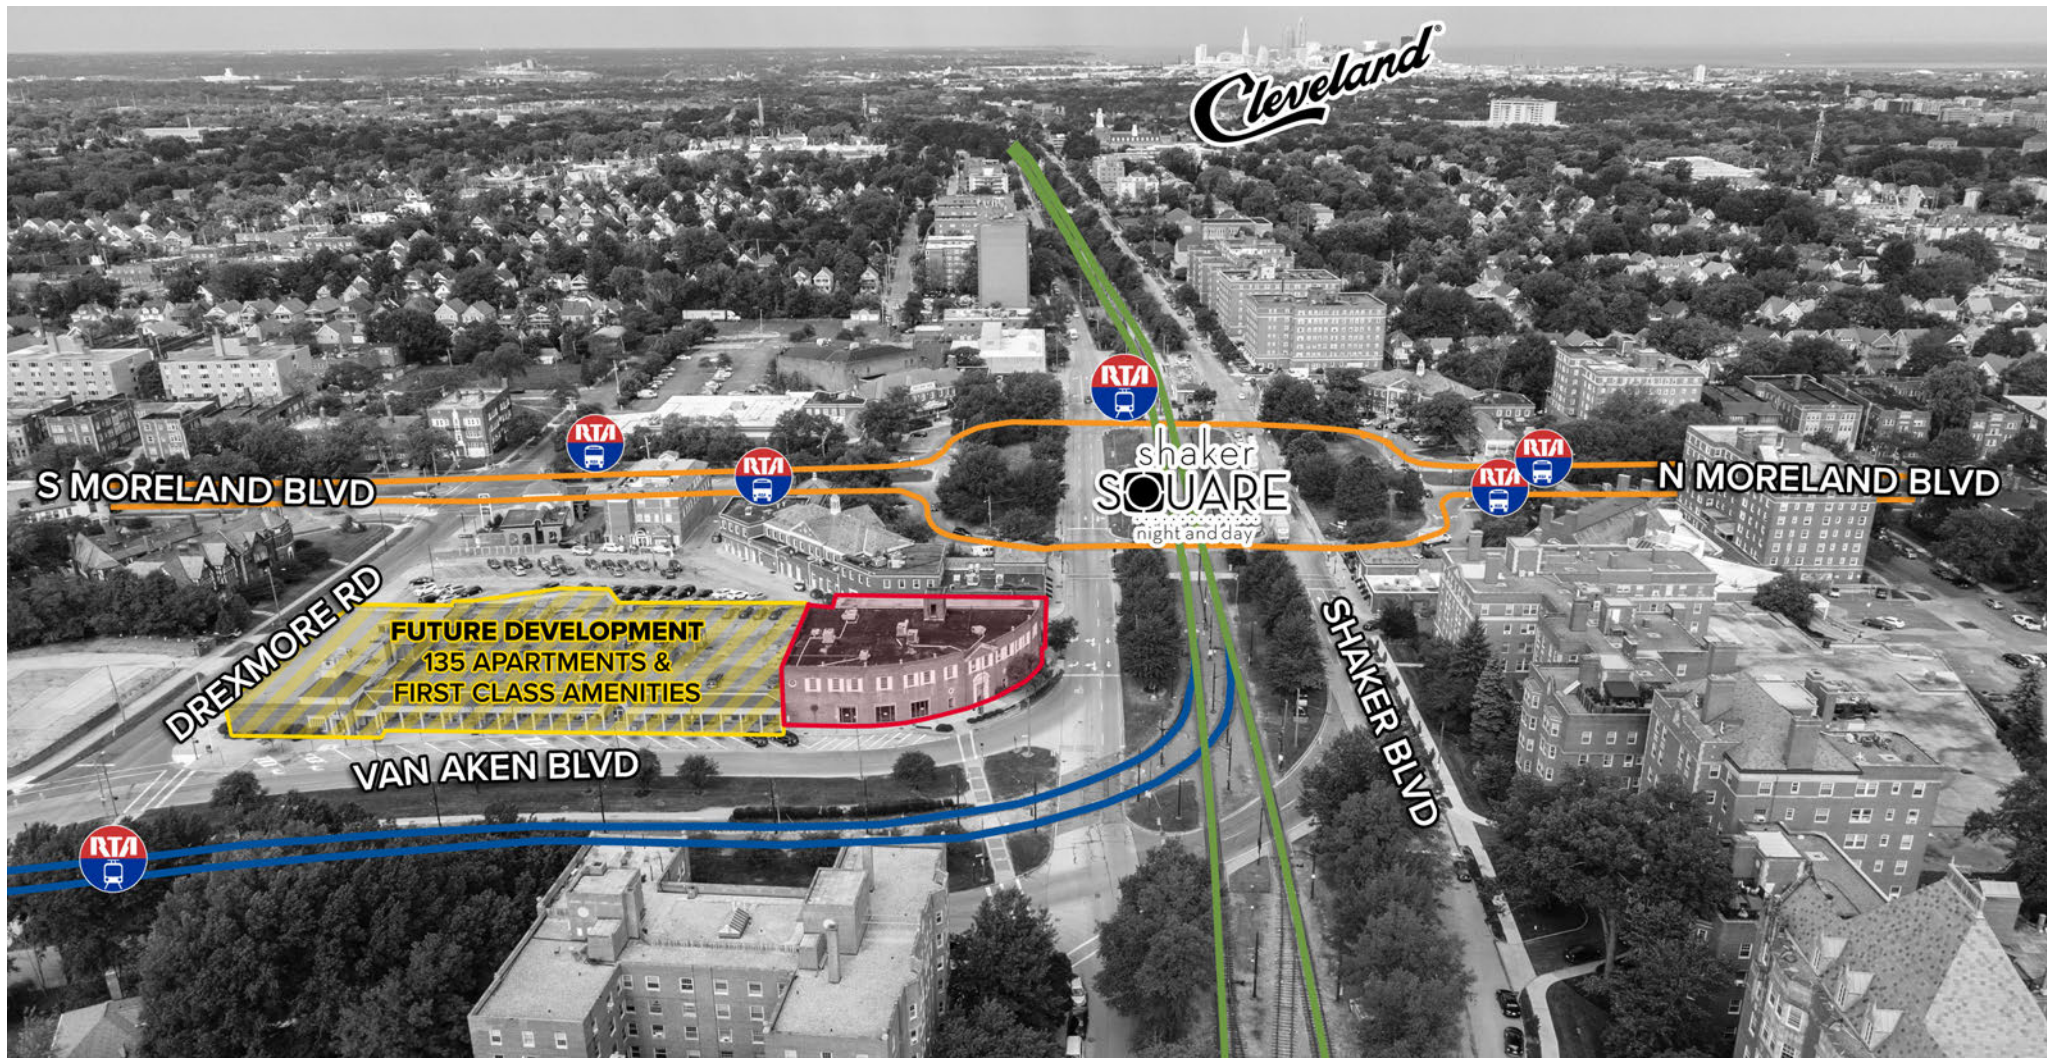 Cleveland
RTA
shaker
SQUARE
night and day
RTA
RTA
RTA
RTA
S MORELAND BLVD
N MORELAND BLVD
DREXMORE RD
FUTURE DEVELOPMENT
135 APARTMENTS &
FIRST CLASS AMENITIES
SHAKER BLVD
VAN AKEN BLVD
RTA